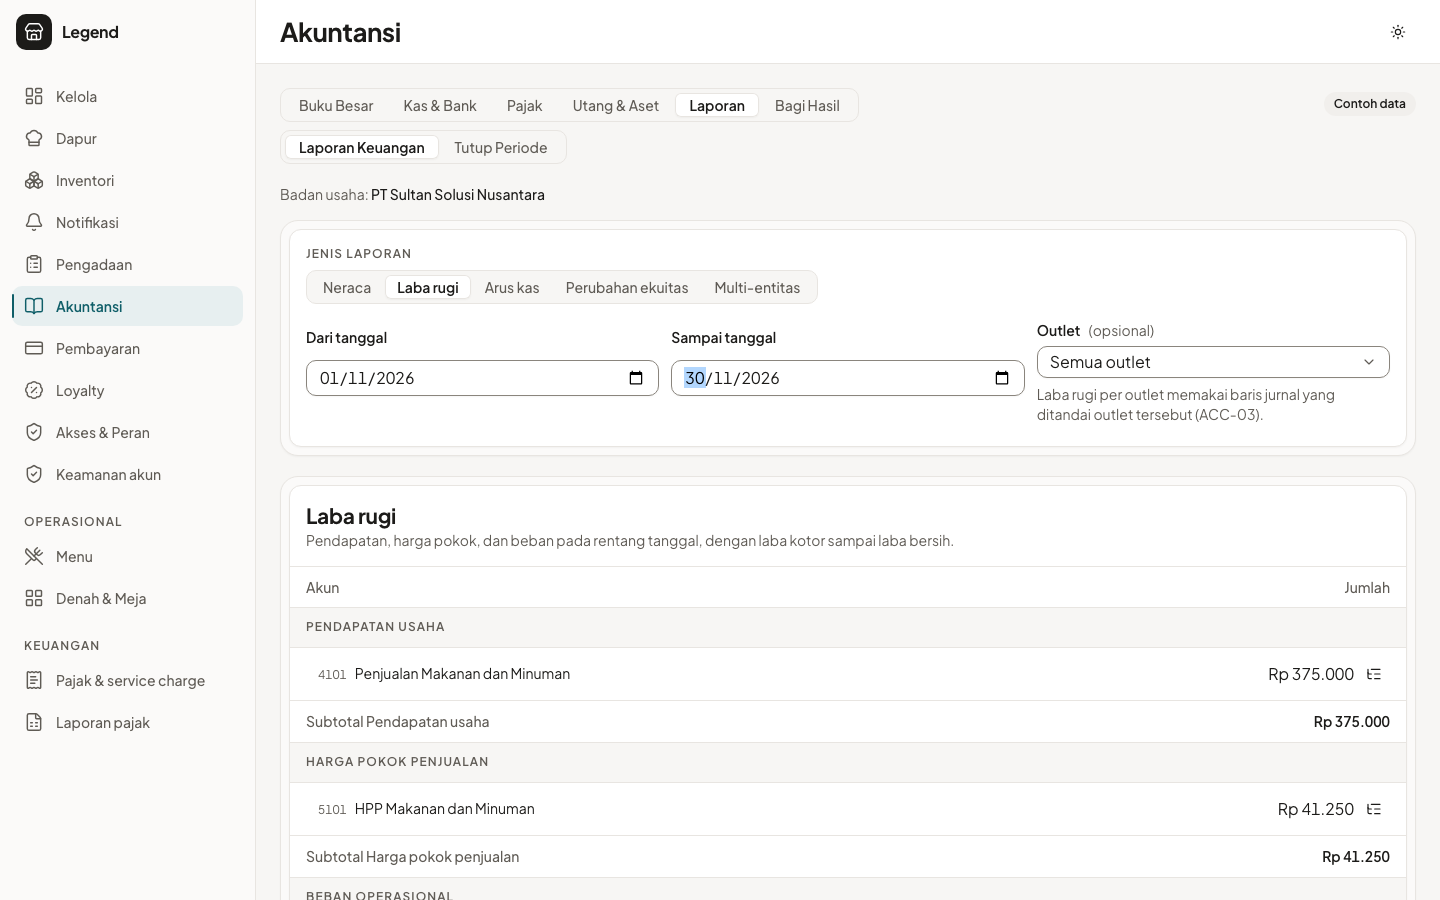 Legend
Akuntansi
Kelola
Dapur
Inventori
Notifikasi
Pengadaan
Akuntansi
Pembayaran
Loyalty
Akses & Peran
Keamanan akun
OPERASIONAL
Menu
Denah & Meja
KEUANGAN
Pajak & service charge
Laporan pajak
Buku Besar Kas & Bank Pajak Utang & Aset Laporan Bagi Hasil
Contoh data
Laporan Keuangan Tutup Periode
Badan usaha: PT Sultan Solusi Nusantara
JENIS LAPORAN
Neraca Laba rugi Arus kas Perubahan ekuitas Multi-entitas
Dari tanggal
01/11/2026
Sampai tanggal
30/11/2026
Outlet (opsional)
Semua outlet
Laba rugi per outlet memakai baris jurnal yang
ditandai outlet tersebut (ACC-03).
Laba rugi
Pendapatan, harga pokok, dan beban pada rentang tanggal, dengan laba kotor sampai laba bersih.
Akun Jumlah
PENDAPATAN USAHA
4101 Penjualan Makanan dan Minuman Rp 375.000
Subtotal Pendapatan usaha Rp 375.000
HARGA POKOK PENJUALAN
5101 HPP Makanan dan Minuman Rp 41.250
Subtotal Harga pokok penjualan Rp 41.250
BEBAN OPERASIONAL